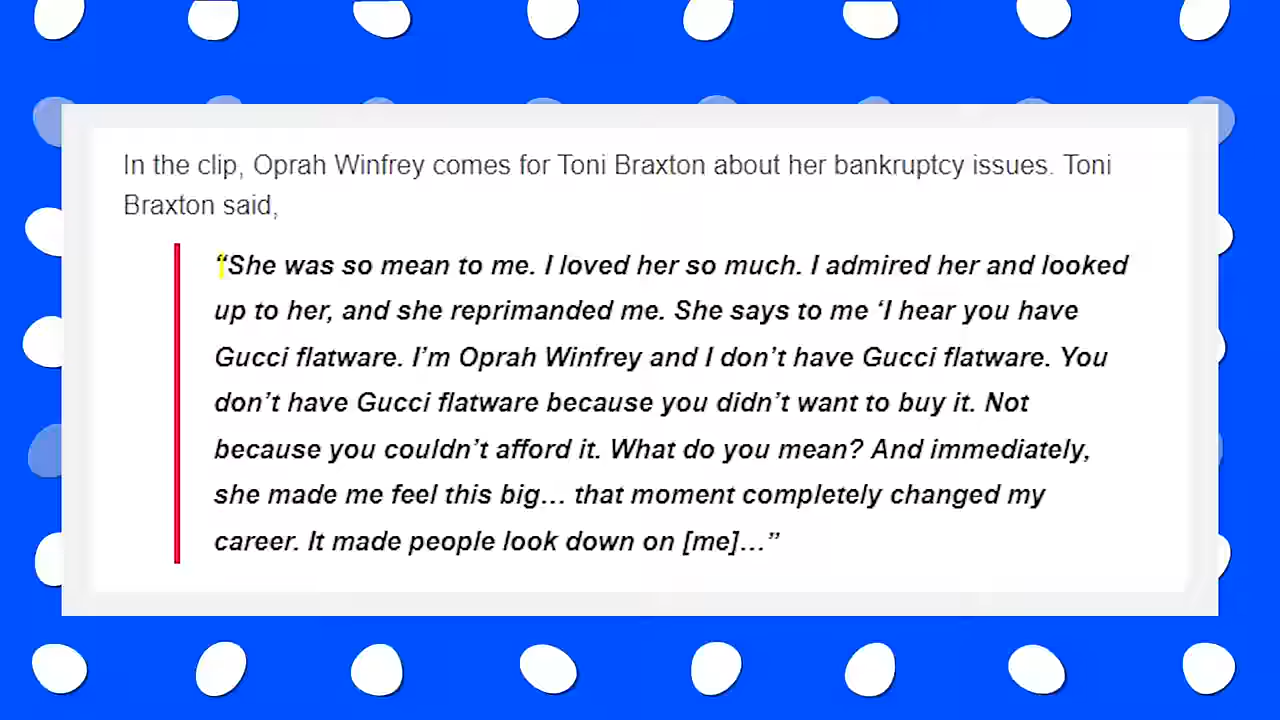 In the clip, Oprah Winfrey comes for Toni Braxton about her bankruptcy issues. Toni
Braxton said,
“She was so mean to me. I loved her so much. I admired her and looked
up to her, and she reprimanded me. She says to me ‘I hear you have
Gucci flatware. I’m Oprah Winfrey and I don’t have Gucci flatware. You
don’t have Gucci flatware because you didn’t want to buy it. Not
because you couldn’t afford it. What do you mean? And immediately,
she made me feel this big… that moment completely changed my
career. It made people look down on [me]…”